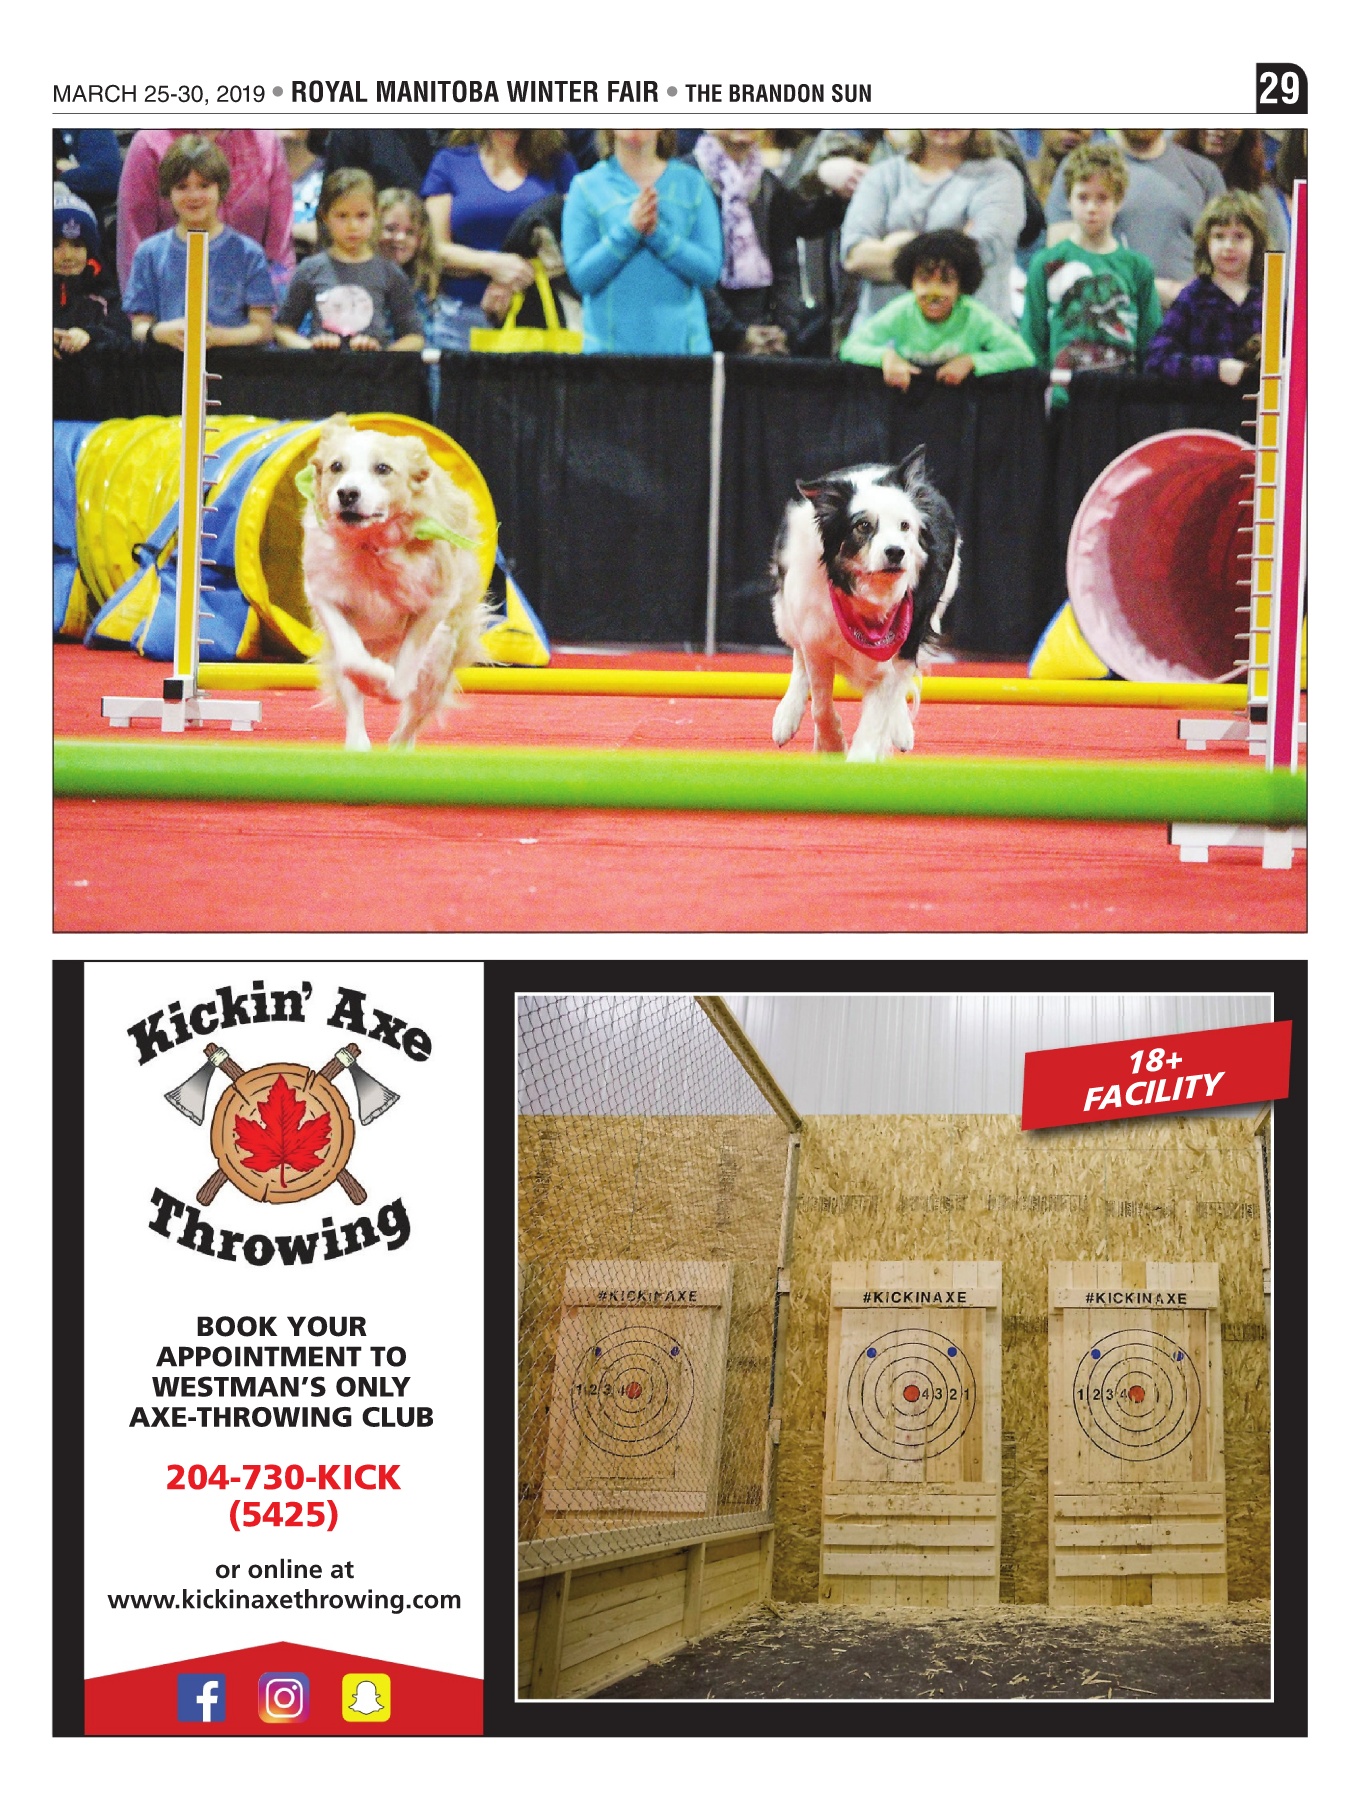 MARCH 25-30, 2019 • ROYAL MANITOBA WINTER FAIR • THE BRANDON SUN
29
Kickin' Axe
Throwing
BOOK YOUR
APPOINTMENT TO
WESTMAN'S ONLY
AXE-THROWING CLUB
204-730-KICK
(5425)
or online at
www.kickinaxethrowing.com
18+
FACILITY
#KICKINAXE
1 2 3 4
#KICKINAXE
4 3 2 1
#KICKINAXE
1 2 3 4